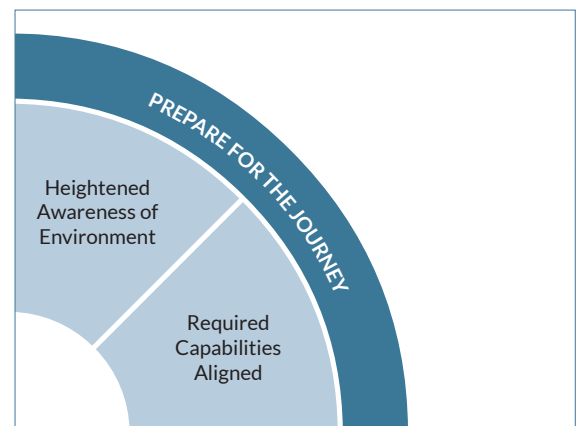 PREPARE FOR THE JOURNEY
Heightened
Awareness of
Environment
Required
Capabilities
Aligned